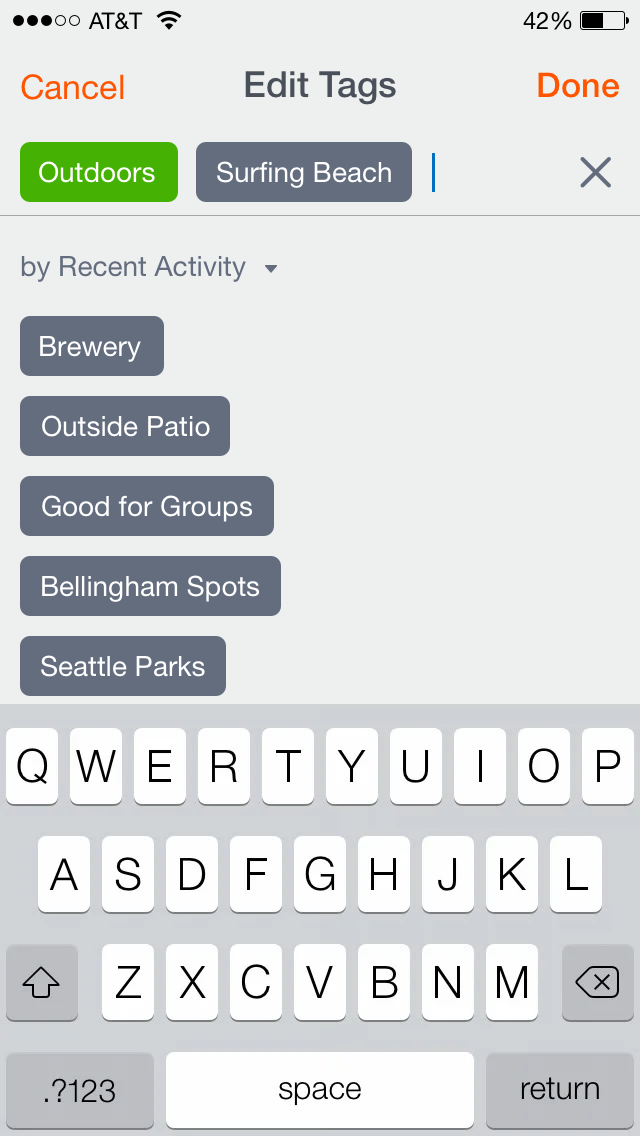 AT&T 42%
Cancel Edit Tags Done
Outdoors Surfing Beach
by Recent Activity
Brewery
Outside Patio
Good for Groups
Bellingham Spots
Seattle Parks
Q W E R T Y U I O P
A S D F G H J K L
Z X C V B N M
.?123 space return